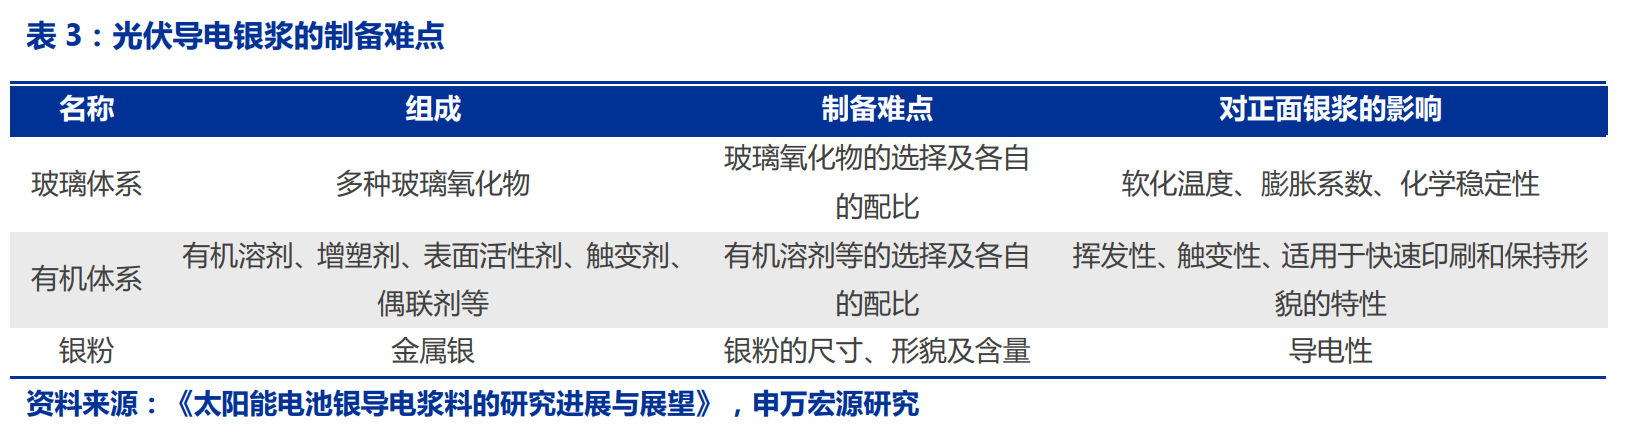 表 3：光伏导电银浆的制备难点
名称 组成 制备难点 对正面银浆的影响
玻璃体系 多种玻璃氧化物 玻璃氧化物的选择及各自
的配比 软化温度、膨胀系数、化学稳定性
有机体系 有机溶剂、增塑剂、表面活性剂、触变剂、
偶联剂等 有机溶剂等的选择及各自
的配比 挥发性、触变性、适用于快速印刷和保持形
貌的特性
银粉 金属银 银粉的尺寸、形貌及含量 导电性
资料来源：《太阳能电池银导电浆料的研究进展与展望》，申万宏源研究